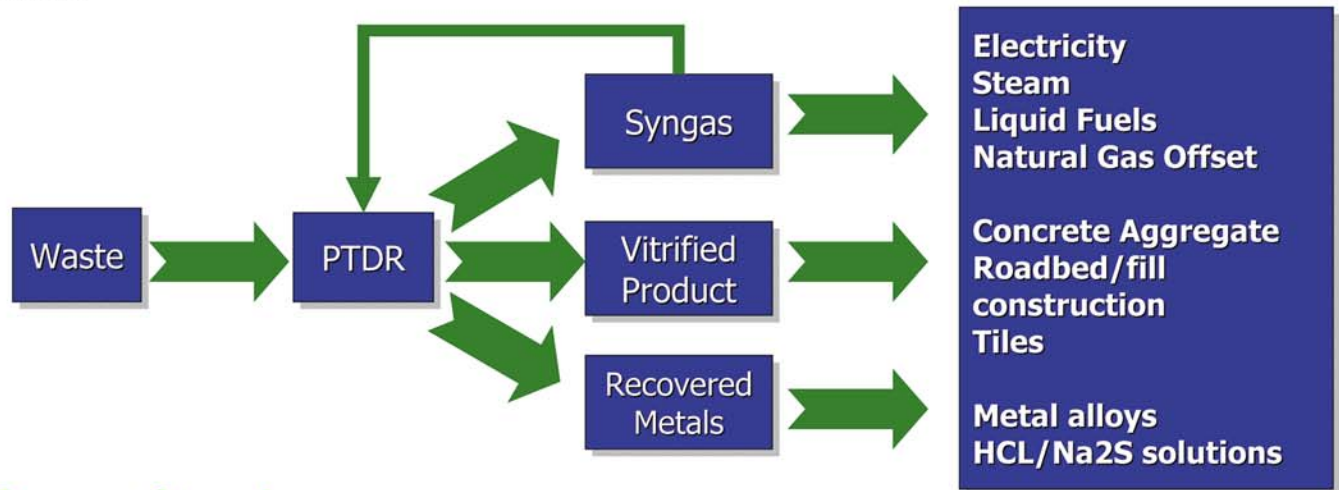 Waste
PTDR
Syngas
Vitrified
Product
Recovered
Metals
Electricity
Steam
Liquid Fuels
Natural Gas Offset
Concrete Aggregate
Roadbed/fill
construction
Tiles
Metal alloys
HCL/Na2S solutions